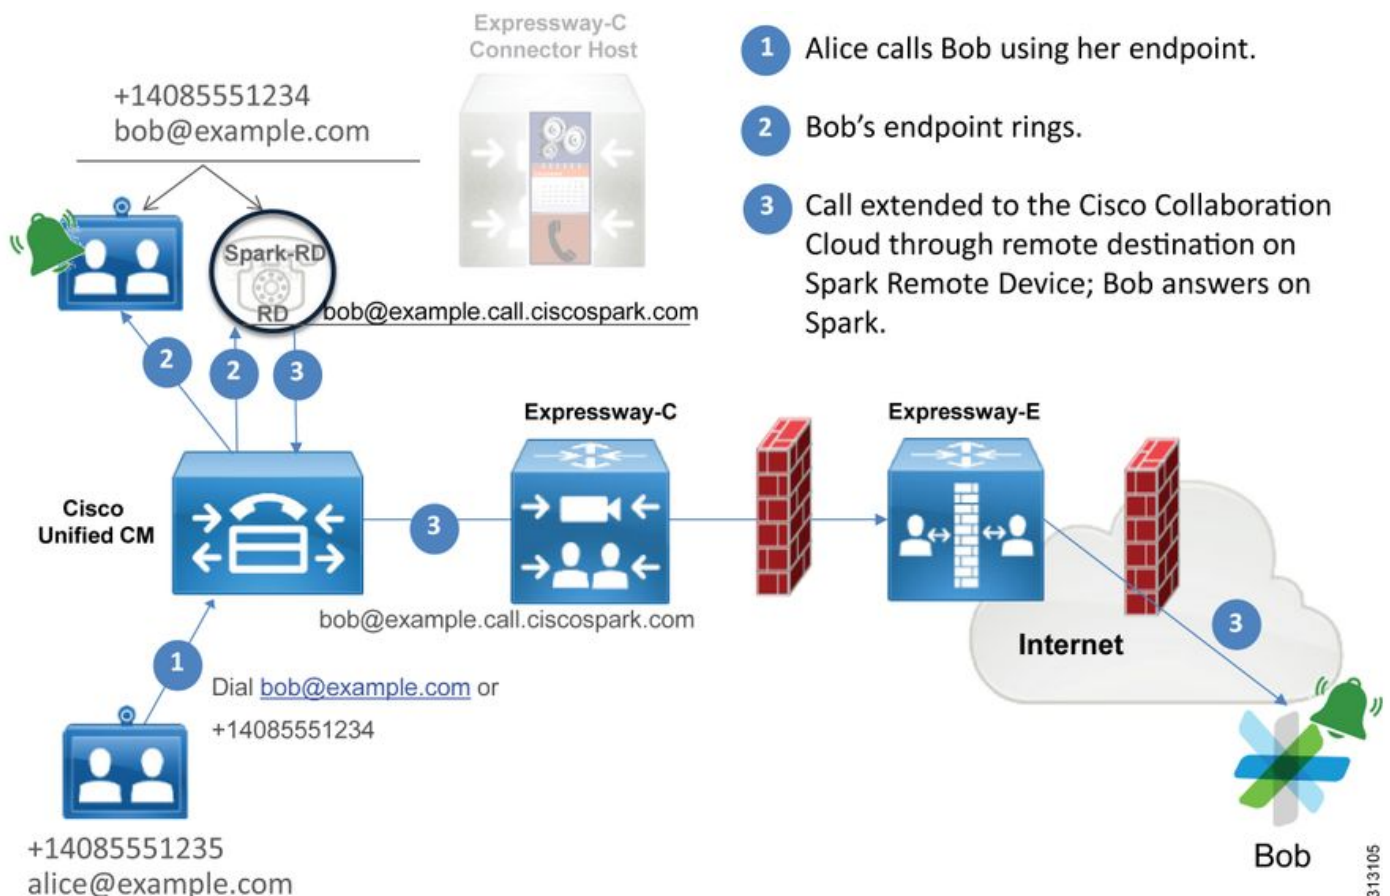 Expressway-C
Connector Host
+14085551234
bob@example.com
1 Alice calls Bob using her endpoint.
2 Bob’s endpoint rings.
3 Call extended to the Cisco Collaboration
Cloud through remote destination on
Spark Remote Device; Bob answers on
Spark.
Spark-RD
RD
bob@example.call.ciscospark.com
2
2
3
Cisco
Unified CM
3
Expressway-C
Expressway-E
bob@example.call.ciscospark.com
Internet
3
1
Dial bob@example.com or
+14085551234
+14085551235
alice@example.com
Bob
313105